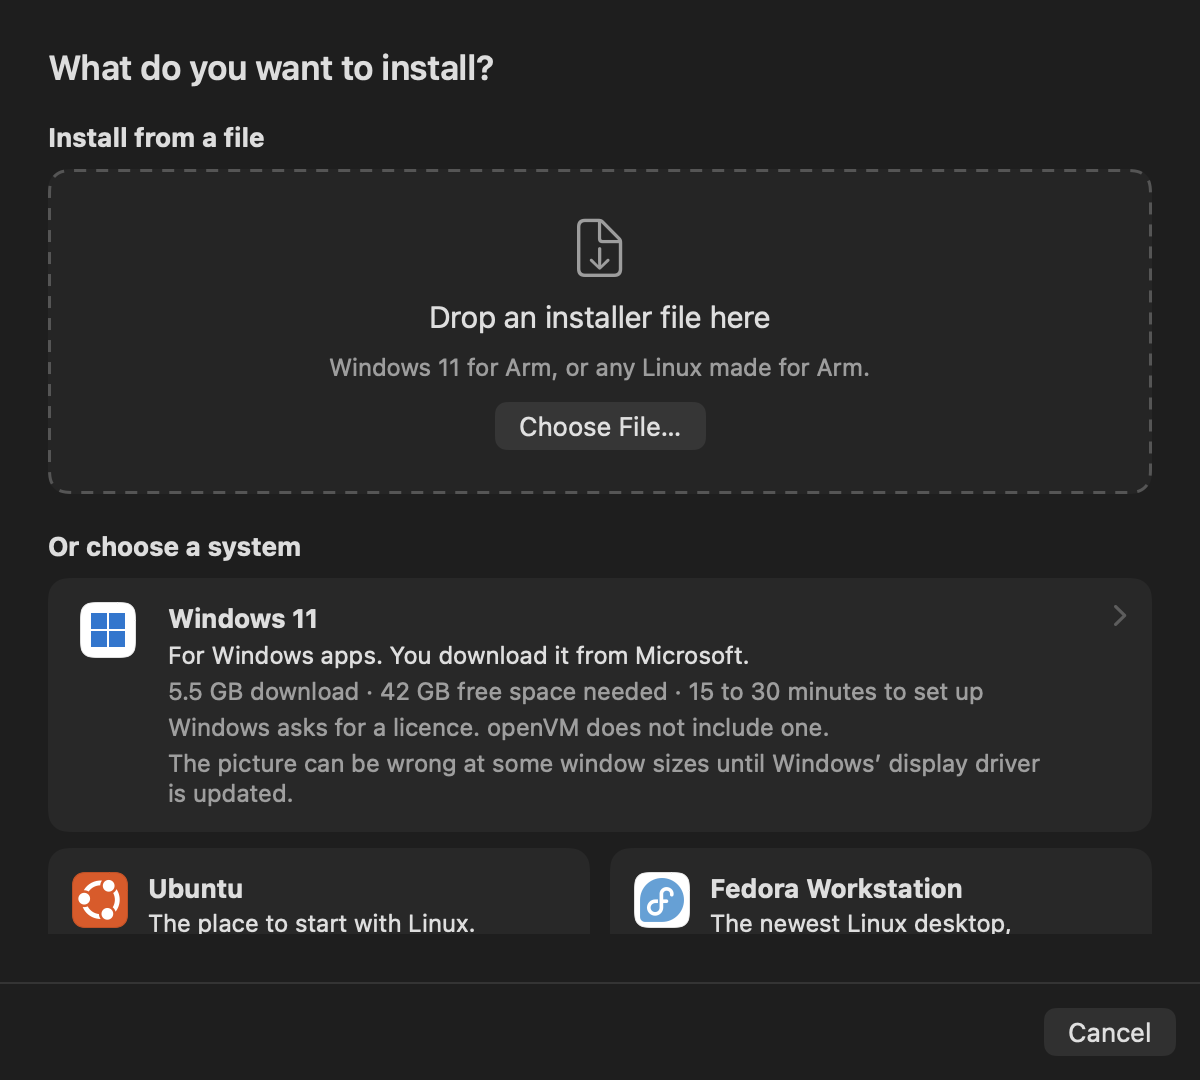 What do you want to install?
Install from a file
Drop an installer file here
Windows 11 for Arm, or any Linux made for Arm.
Choose File...
Or choose a system
Windows 11
For Windows apps. You download it from Microsoft.
5.5 GB download · 42 GB free space needed · 15 to 30 minutes to set up
Windows asks for a licence. openVM does not include one.
The picture can be wrong at some window sizes until Windows’ display driver
is updated.
Ubuntu
The place to start with Linux.
Fedora Workstation
The newest Linux desktop,
Cancel